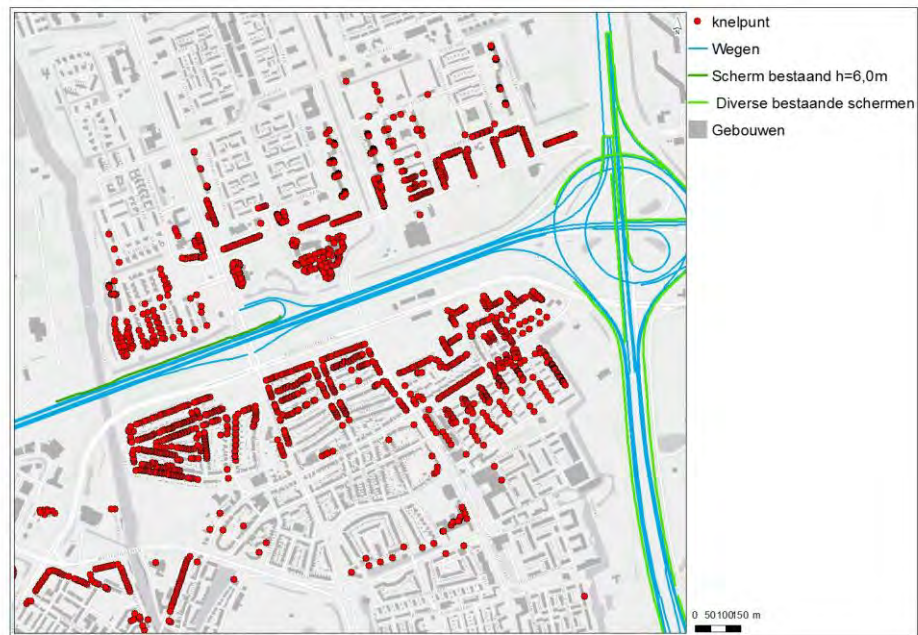 knelpunt
Wegen
Scherm bestaand h=6,0m
Diverse bestaande schermen
Gebouwen
0 50100150 m